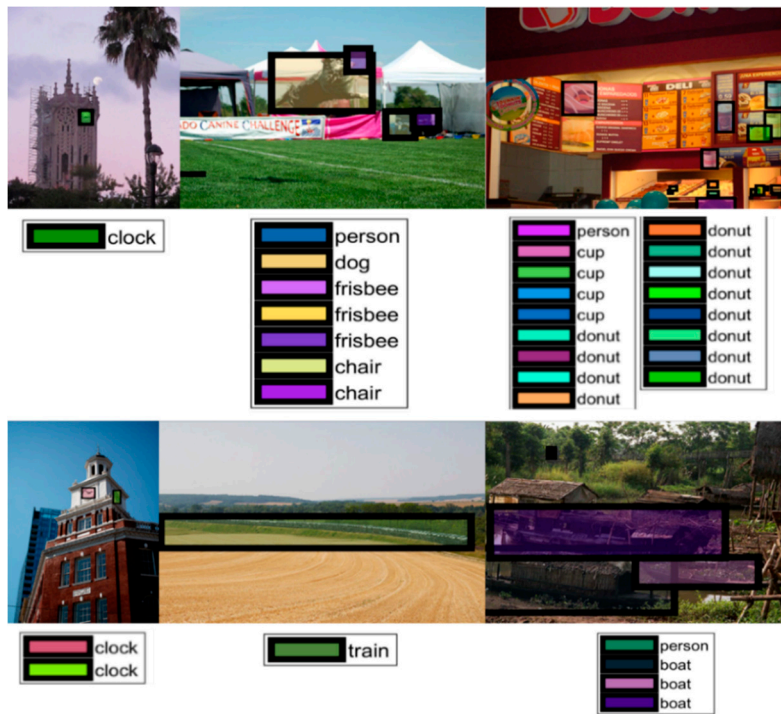 DO CANINE CHALLENGE
DELI
clock
person
dog
frisbee
frisbee
frisbee
chair
chair
person
cup
cup
cup
cup
donut
donut
donut
donut
donut
donut
donut
donut
donut
donut
donut
donut
clock
clock
train
person
boat
boat
boat